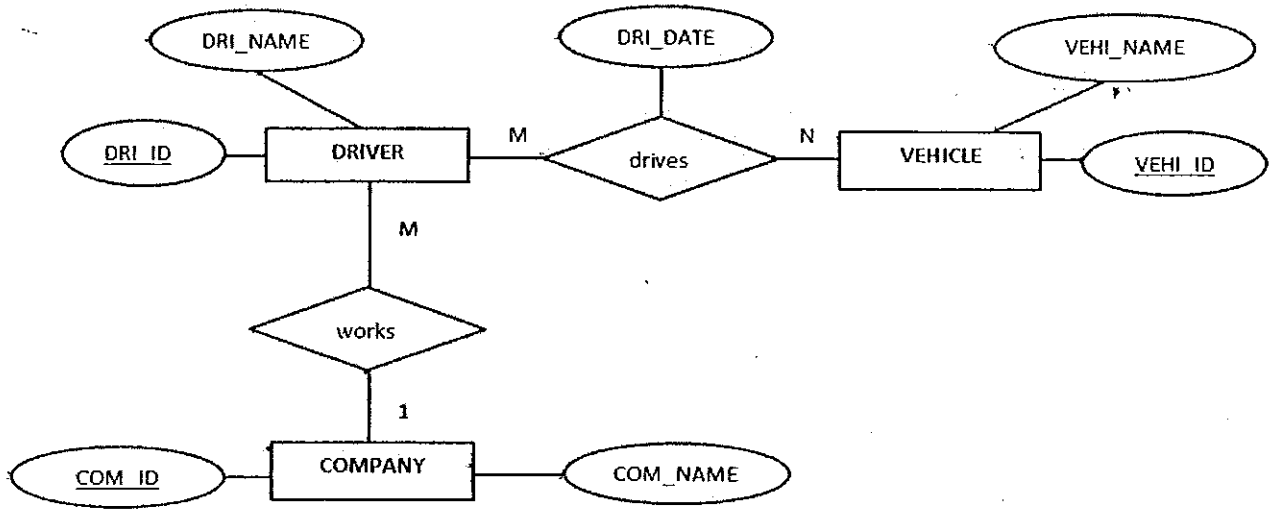 DRI_NAME
DRI_DATE
VEHI_NAME
DRI_ID
DRIVER
M
drives
N
VEHICLE
VEHI_ID
M
works
1
COM_ID
COMPANY
COM_NAME